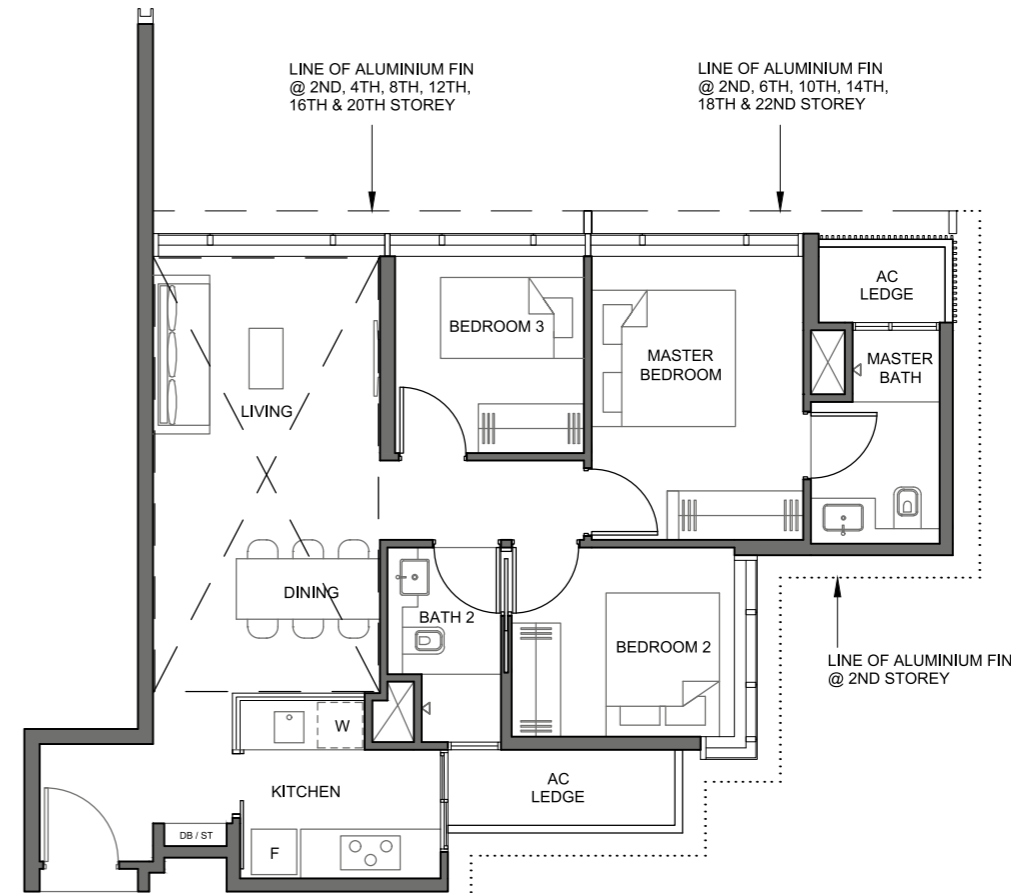 LINE OF ALUMINIUM FIN
@ 2ND, 4TH, 8TH, 12TH,
16TH & 20TH STOREY
LINE OF ALUMINIUM FIN
@ 2ND, 6TH, 10TH, 14TH,
18TH & 22ND STOREY
AC
LEDGE
BEDROOM 3
MASTER
BEDROOM
MASTER
BATH
LIVING
DINING
BATH 2
BEDROOM 2
LINE OF ALUMINIUM FIN
@ 2ND STOREY
W
KITCHEN
AC
LEDGE
DB / ST
F